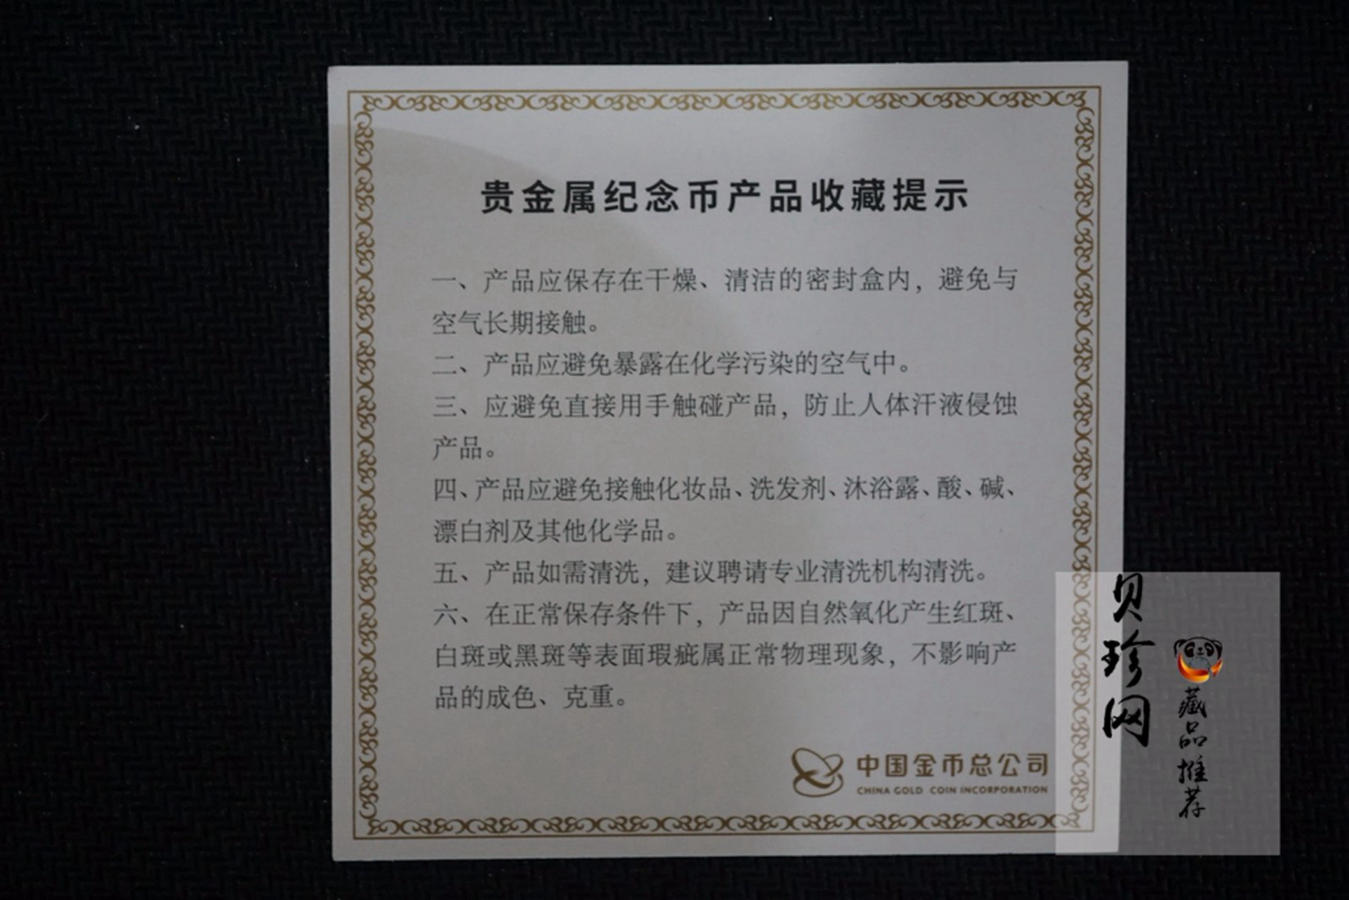 贵金属纪念币产品收藏提示
一、产品应保存在干燥、清洁的密封盒内，避免与
空气长期接触。
二、产品应避免暴露在化学污染的空气中。
三、应避免直接用手触碰产品，防止人体汗液侵蚀
产品。
四、产品应避免接触化妆品、洗发剂、沐浴露、酸、碱、
漂白剂及其他化学品。
五、产品如需清洗，建议聘请专业清洗机构清洗。
六、在正常保存条件下，产品因自然氧化产生红斑、
白斑或黑斑等表面瑕疵属正常物理现象，不影响产
品的成色、克重。
中国金币总公司
CHINA GOLD COIN INCORPORATION
贝珍网
藏品推荐